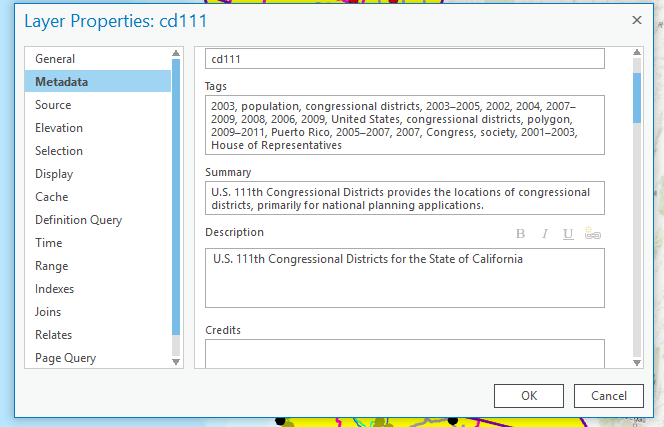 Layer Properties: cd111
General
Metadata
Source
Elevation
Selection
Display
Cache
Definition Query
Time
Range
Indexes
Joins
Relates
Page Query
cd111
Tags
2003, population, congressional districts, 2003–2005, 2002, 2004, 2007–
2009, 2008, 2006, 2009, United States, congressional districts, polygon,
2009–2011, Puerto Rico, 2005–2007, 2007, Congress, society, 2001–2003,
House of Representatives
Summary
U.S. 111th Congressional Districts provides the locations of congressional
districts, primarily for national planning applications.
Description
B I U
U.S. 111th Congressional Districts for the State of California
Credits
OK Cancel